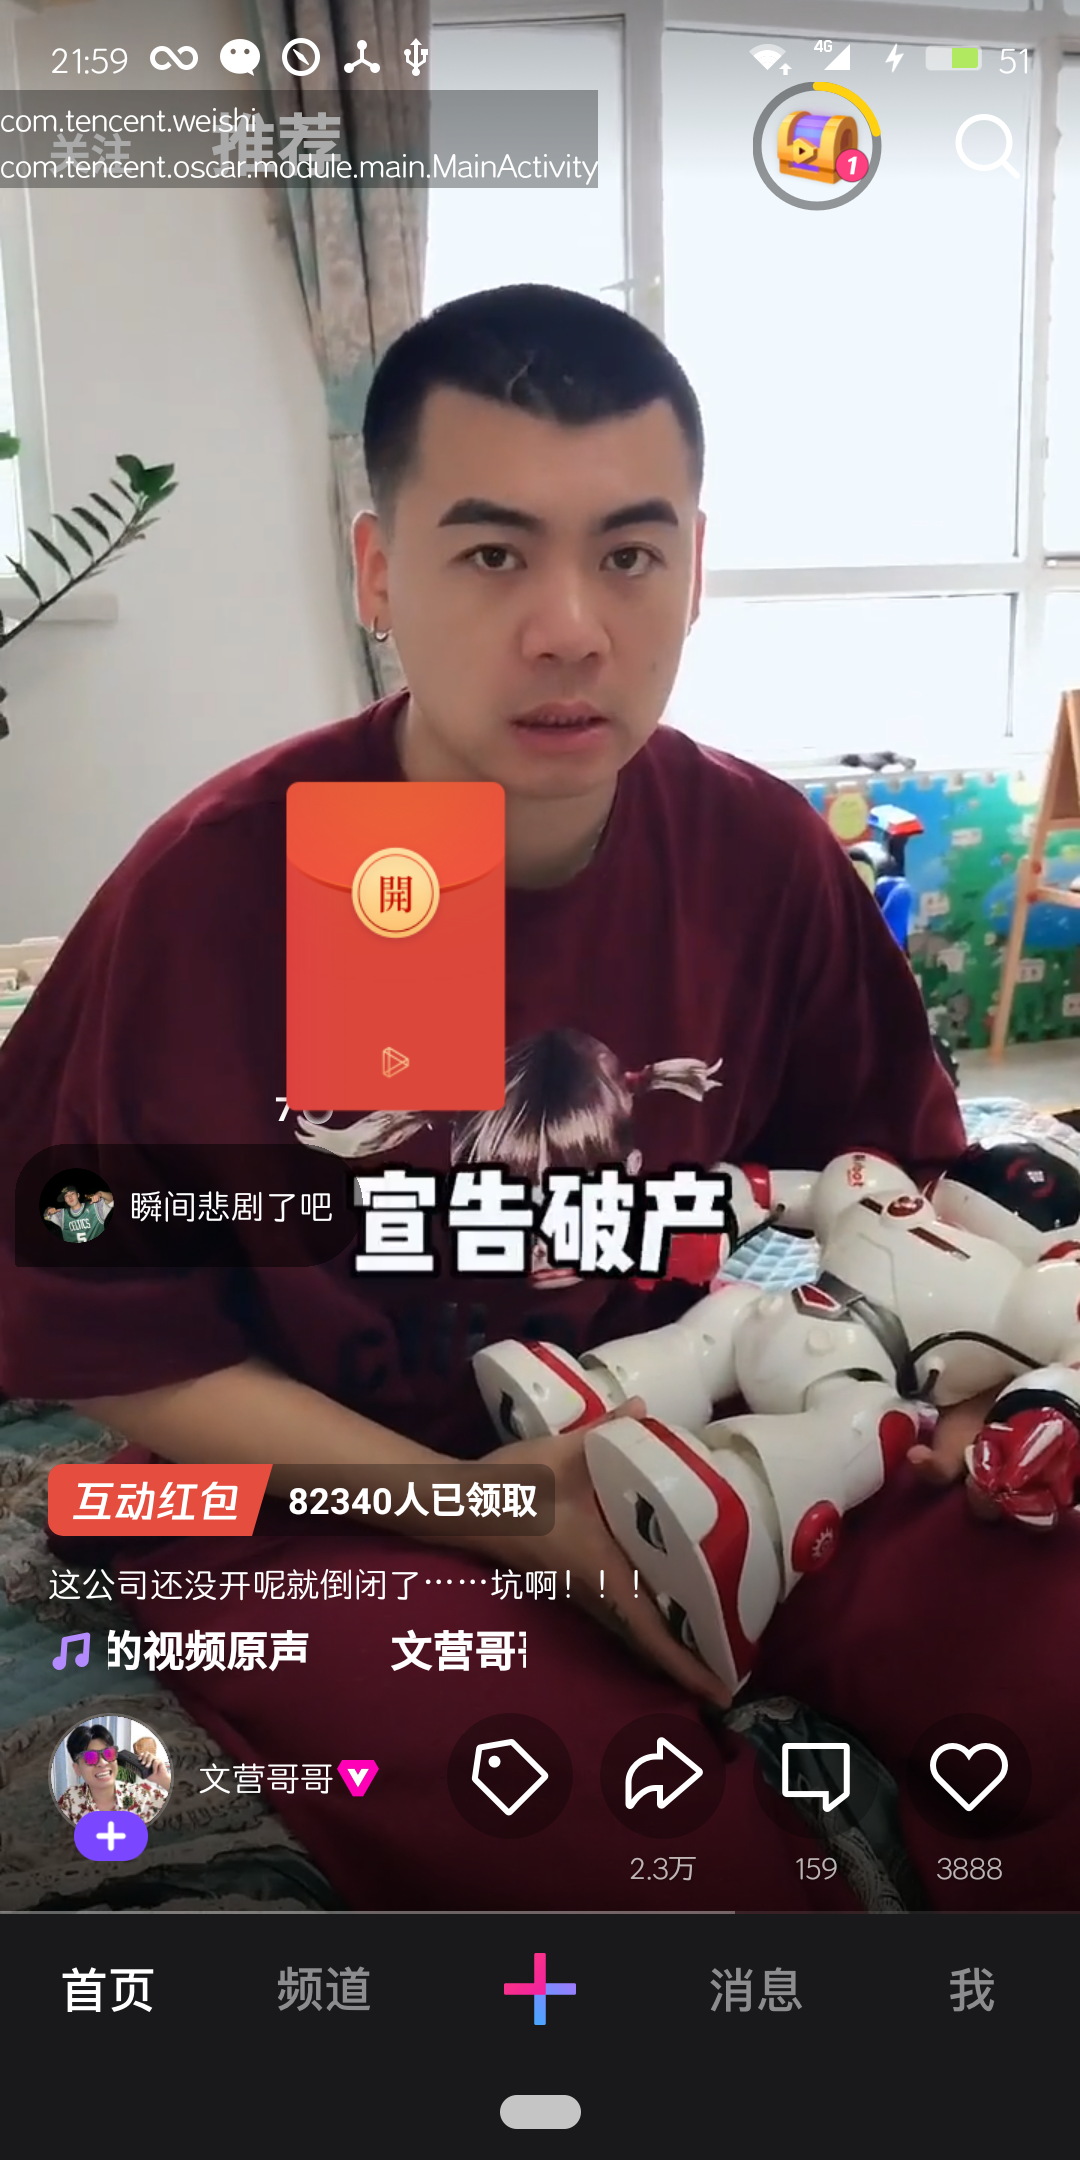 21:59
4G
51
com.tencent.weishi
关注
推荐
com.tencent.oscar.module.main.MainActivity
1
開
瞬间悲剧了吧
宣告破产
互动红包
82340人已领取
这公司还没开呢就倒闭了……坑啊！！！
的视频原声 文营哥
文营哥哥
2.3万
159
3888
首页
频道
消息
我